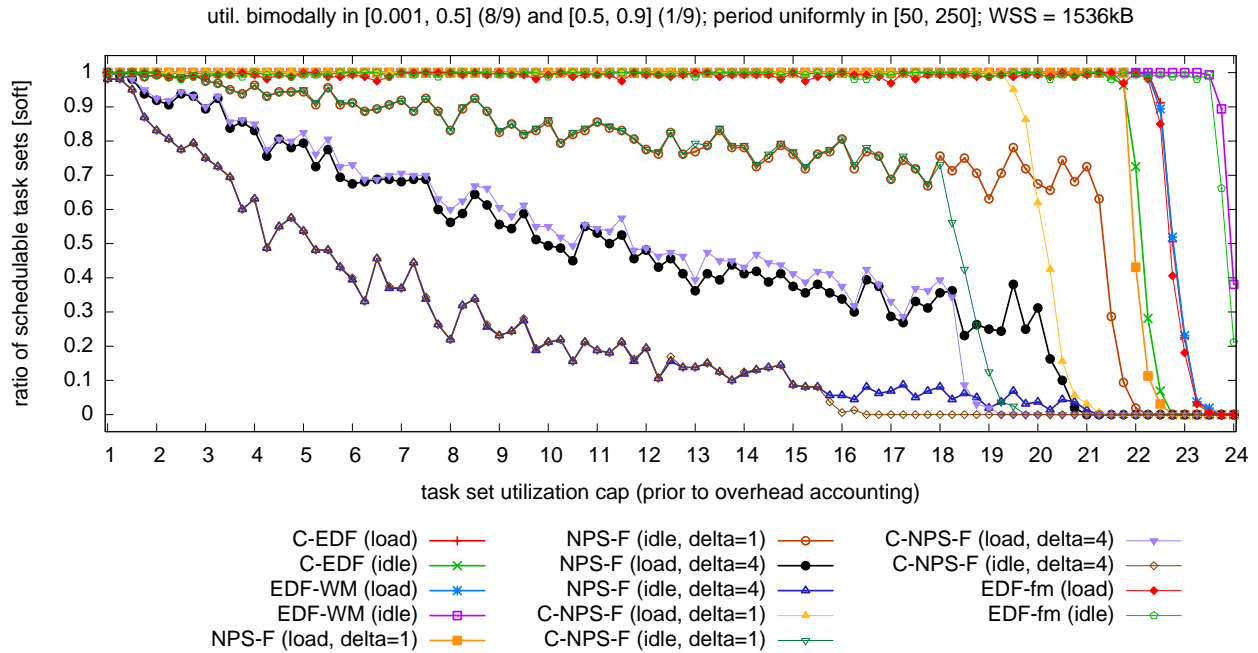 util. bimodally in [0.001, 0.5] (8/9) and [0.5, 0.9] (1/9); period uniformly in [50, 250]; WSS = 1536kB
ratio of schedulable task sets [soft]
1
0.9
0.8
0.7
0.6
0.5
0.4
0.3
0.2
0.1
0
1 2 3 4 5 6 7 8 9 10 11 12 13 14 15 16 17 18 19 20 21 22 23 24
task set utilization cap (prior to overhead accounting)
C-EDF (load)
C-EDF (idle)
EDF-WM (load)
EDF-WM (idle)
NPS-F (load, delta=1)
NPS-F (idle, delta=1)
NPS-F (load, delta=4)
NPS-F (idle, delta=4)
C-NPS-F (load, delta=1)
C-NPS-F (idle, delta=1)
C-NPS-F (load, delta=4)
C-NPS-F (idle, delta=4)
EDF-fm (load)
EDF-fm (idle)